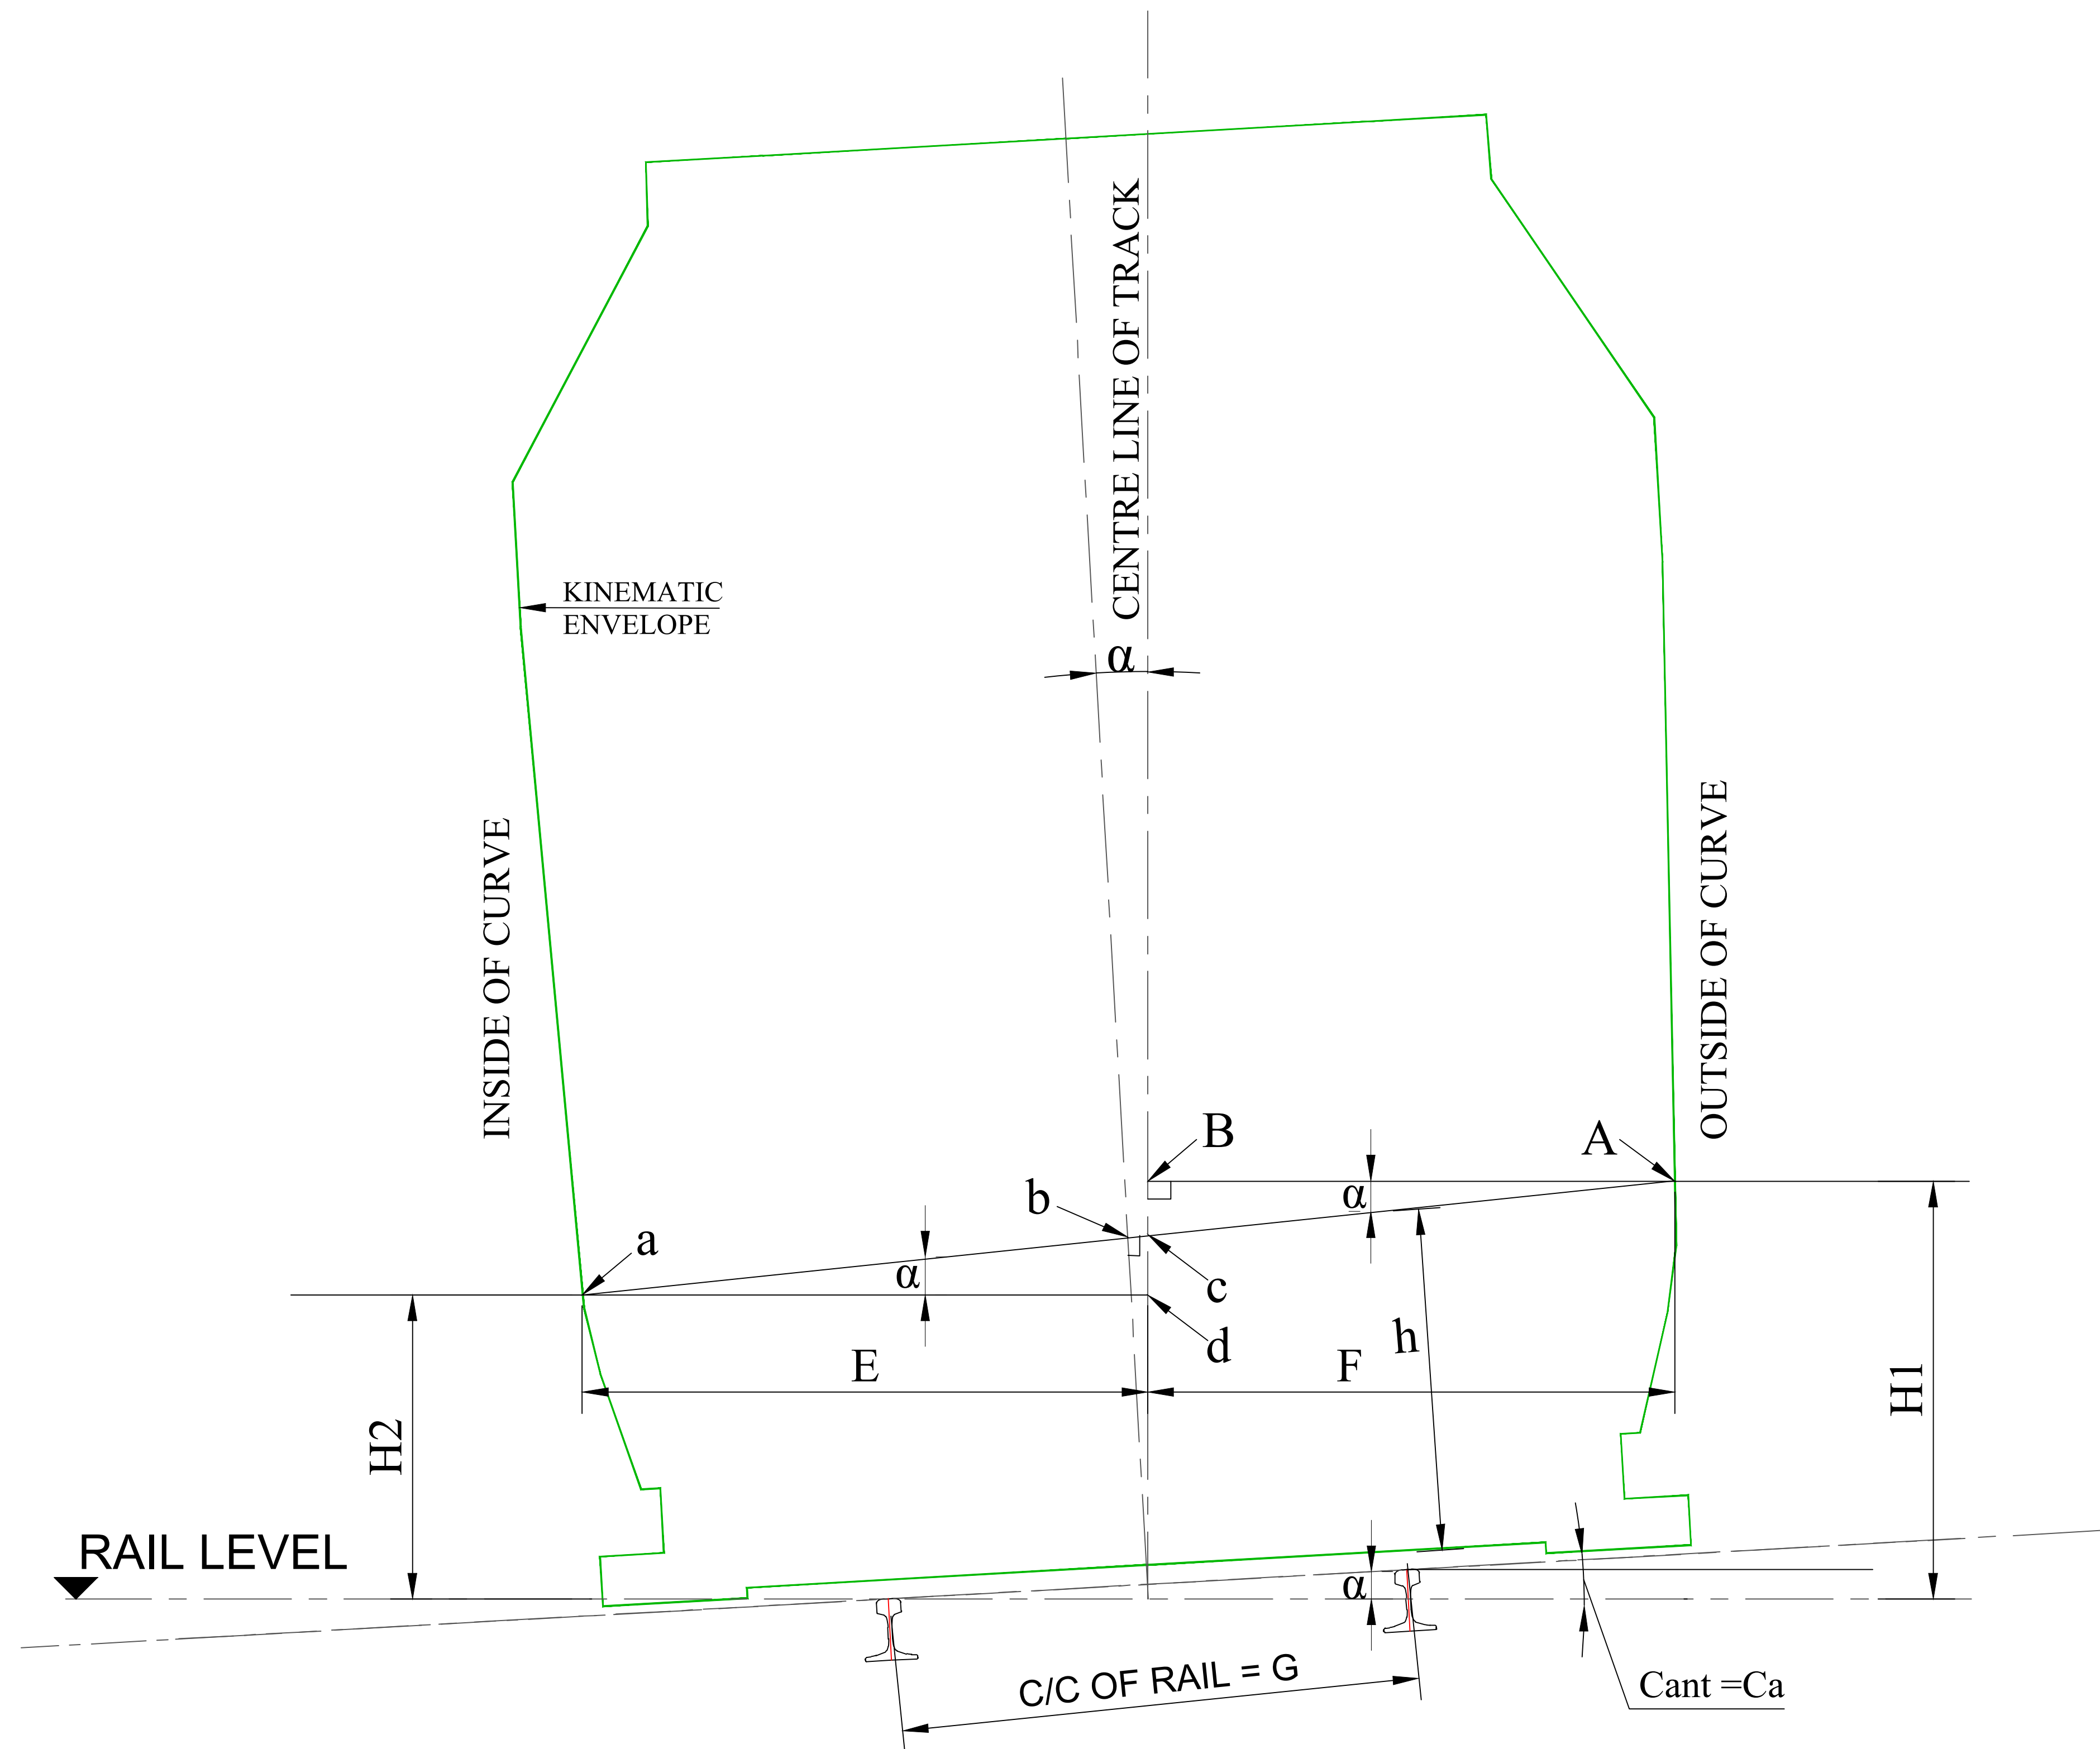 CENTRE LINE OF TRACK
KINEMATIC
ENVELOPE
α
INSIDE OF CURVE
OUTSIDE OF CURVE
B
A
α
b
a
α
c
d
h
E
F
H2
H1
RAIL LEVEL
α
C/C OF RAIL = G
Cant =Ca